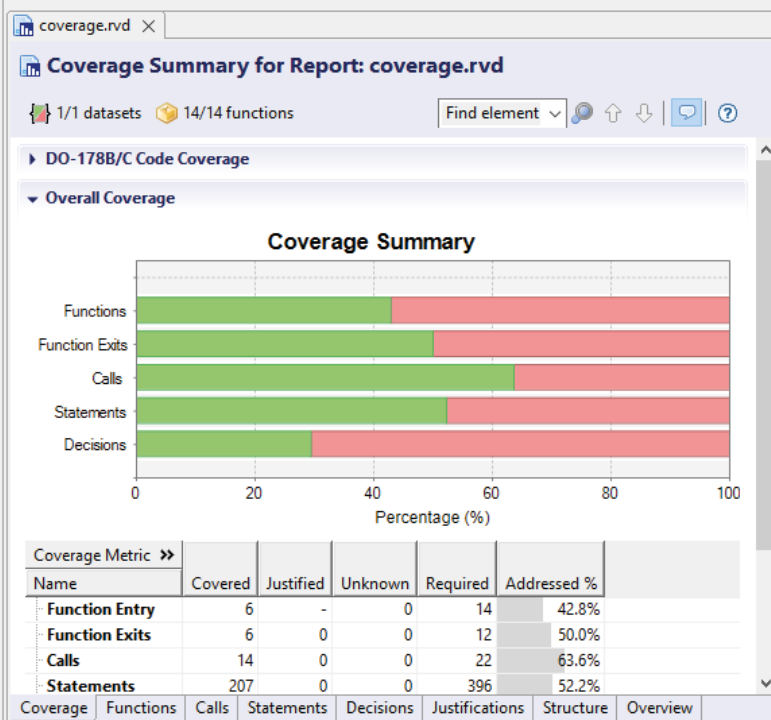 coverage.rvd
Coverage Summary for Report: coverage.rvd
1/1 datasets 14/14 functions Find element
DO-178B/C Code Coverage
Overall Coverage
Coverage Summary
Functions
Function Exits
Calls
Statements
Decisions
0 20 40 60 80 100
Percentage (%)
Coverage Metric
Name Covered Justified Unknown Required Addressed %
Function Entry 6 - 0 14 42.8%
Function Exits 6 0 0 12 50.0%
Calls 14 0 0 22 63.6%
Statements 207 0 0 396 52.2%
Coverage Functions Calls Statements Decisions Justifications Structure Overview